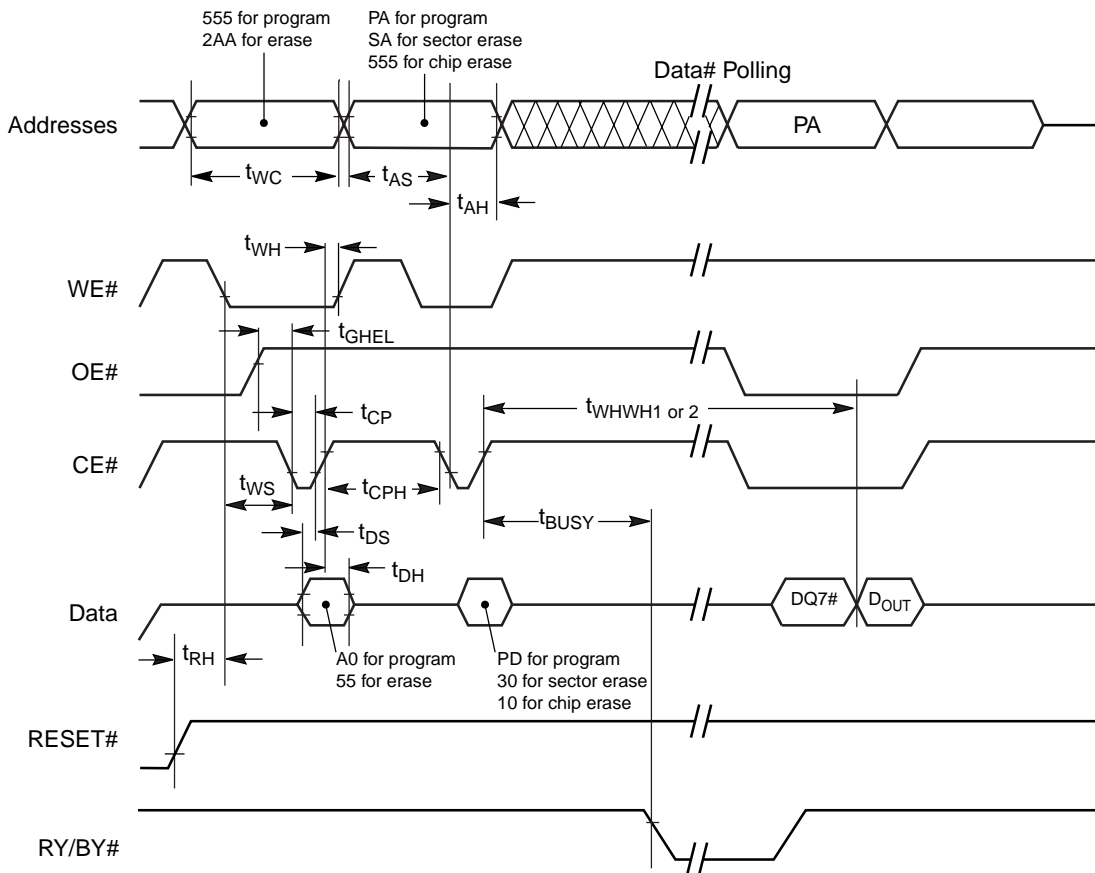 555 for program
2AA for erase
PA for program
SA for sector erase
555 for chip erase
Data# Polling
Addresses
PA
tWC
tAS
tAH
tWH
WE#
tGHEL
OE#
tWHWH1 or 2
tCP
CE#
tWS
tCPH
tBUSY
tDS
tDH
Data
DQ7#
DOUT
tRH
A0 for program
55 for erase
PD for program
30 for sector erase
10 for chip erase
RESET#
RY/BY#